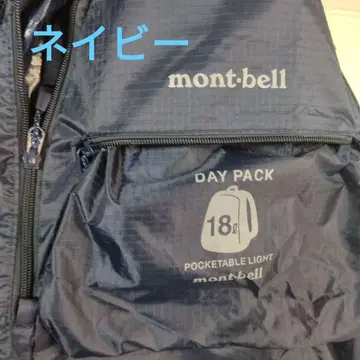 ネイビー
mont·bell
DAY PACK
18ℓ
POCKETABLE LIGHT
mont·bell